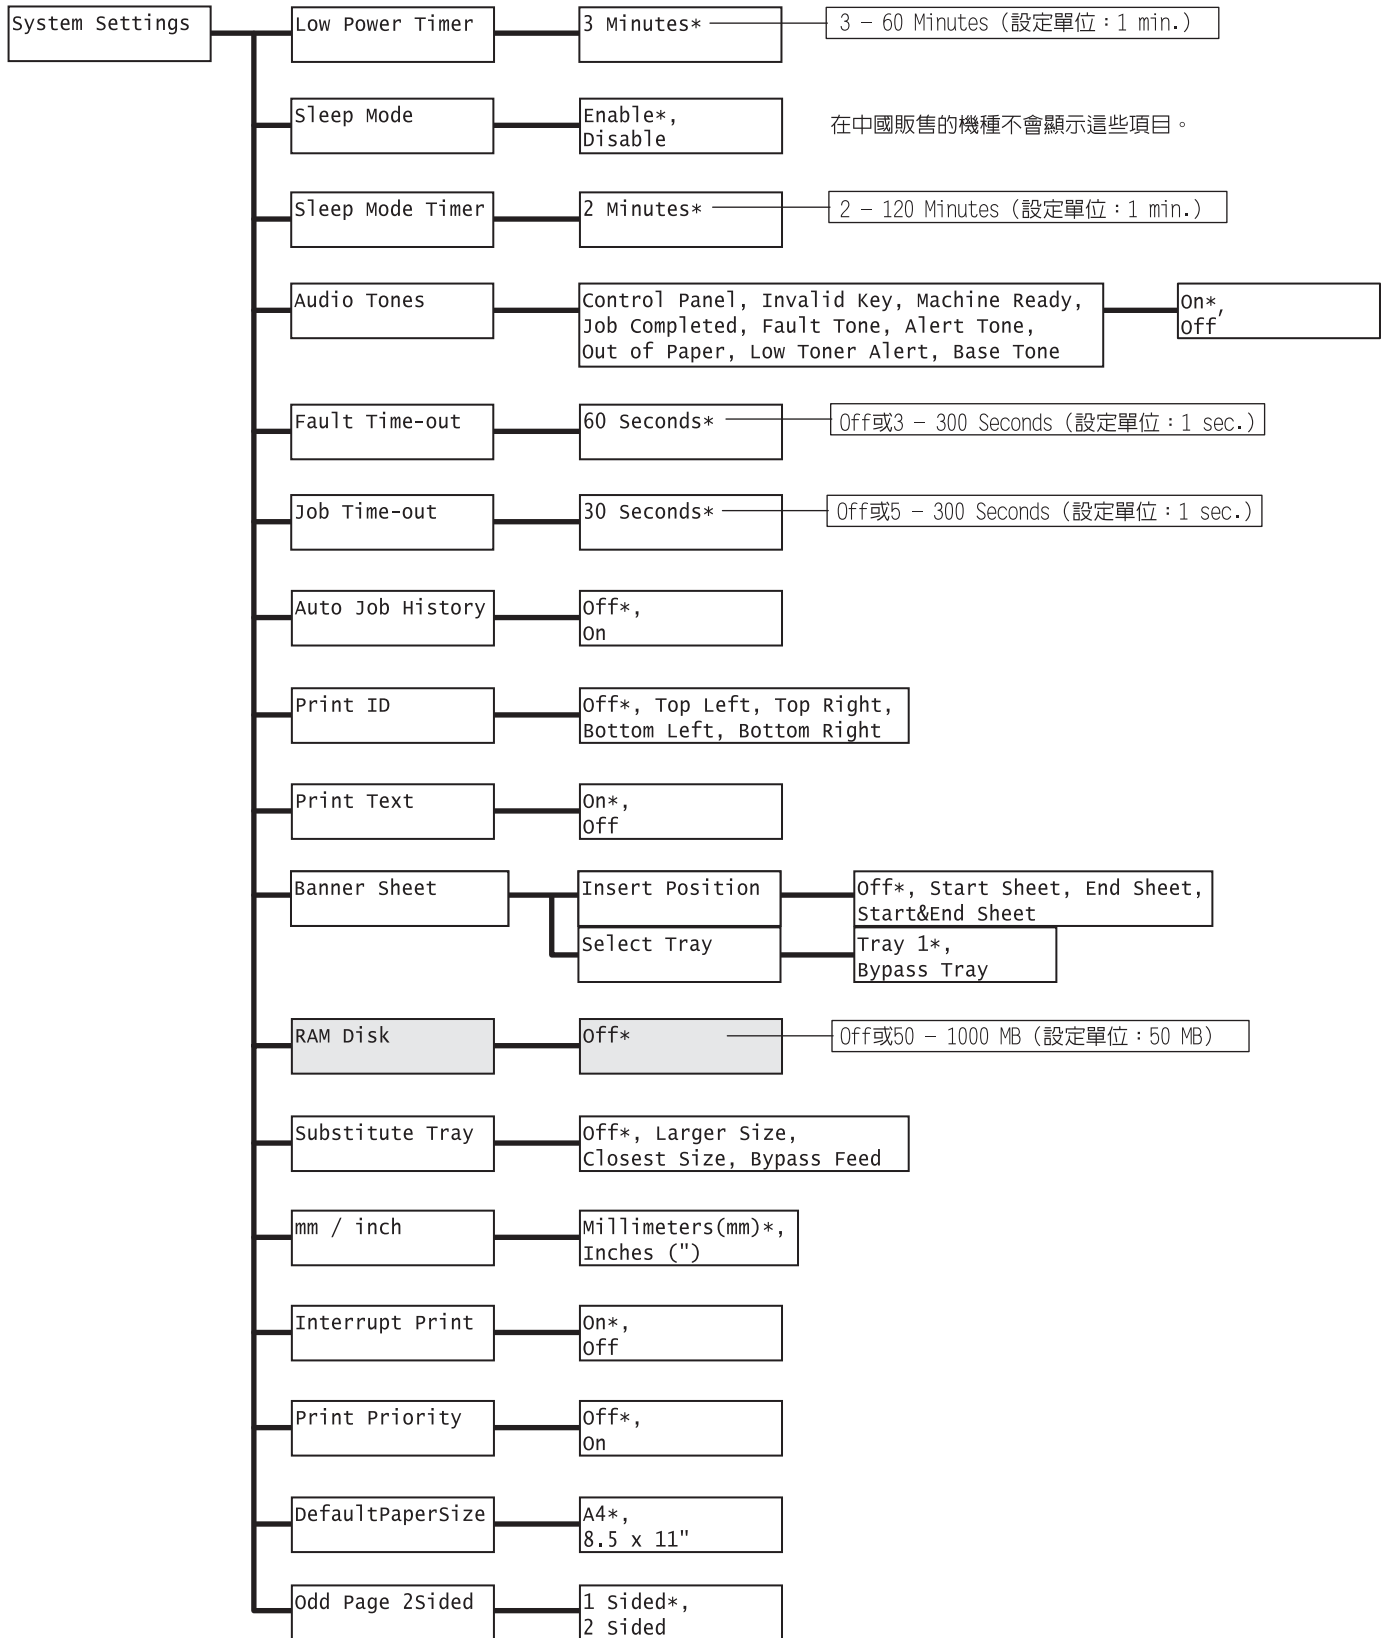 System Settings
Low Power Timer
3 Minutes*
3 – 60 Minutes (設定單位：1 min.)
Sleep Mode
Enable*,
Disable
在中國販售的機種不會顯示這些項目。
Sleep Mode Timer
2 Minutes*
2 – 120 Minutes (設定單位：1 min.)
Audio Tones
Control Panel, Invalid Key, Machine Ready,
Job Completed, Fault Tone, Alert Tone,
Out of Paper, Low Toner Alert, Base Tone
On*,
Off
Fault Time-out
60 Seconds*
Off或3 – 300 Seconds (設定單位：1 sec.)
Job Time-out
30 Seconds*
Off或5 – 300 Seconds (設定單位：1 sec.)
Auto Job History
Off*,
On
Print ID
Off*, Top Left, Top Right,
Bottom Left, Bottom Right
Print Text
On*,
Off
Banner Sheet
Insert Position
Off*, Start Sheet, End Sheet,
Start&End Sheet
Select Tray
Tray 1*,
Bypass Tray
RAM Disk
Off*
Off或50 – 1000 MB (設定單位：50 MB)
Substitute Tray
Off*, Larger Size,
Closest Size, Bypass Feed
mm / inch
Millimeters(mm)*,
Inches (")
Interrupt Print
On*,
Off
Print Priority
Off*,
On
DefaultPaperSize
A4*,
8.5 x 11"
Odd Page 2Sided
1 Sided*,
2 Sided